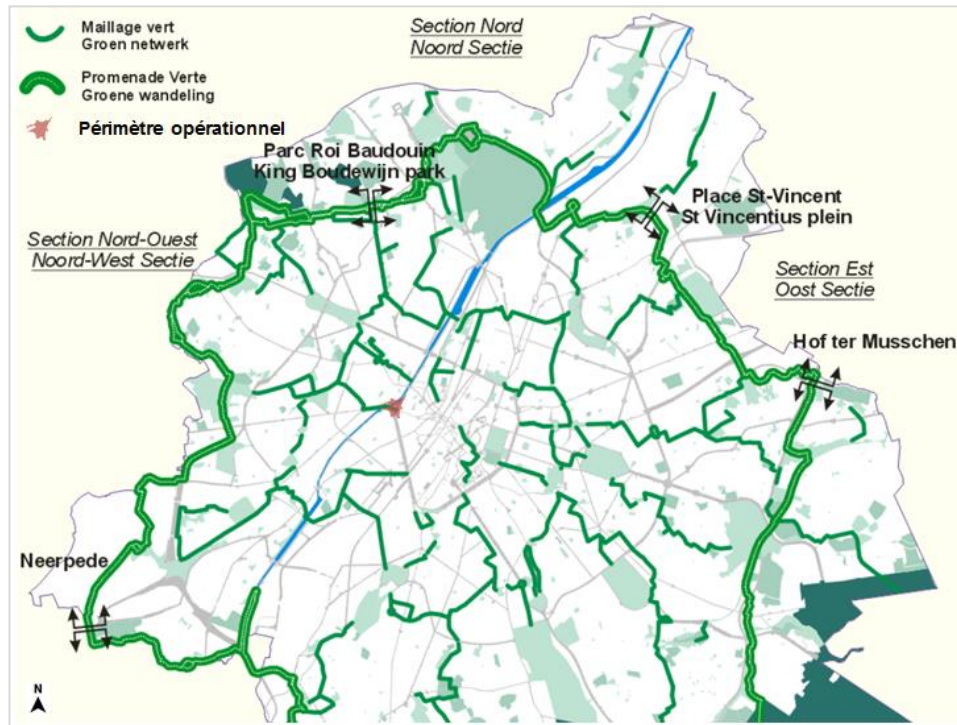 Maillage vert
Groen netwerk
Promenade Verte
Groene wandeling
Périmètre opérationnel
Section Nord
Noord Sectie
Parc Roi Baudouin
King Boudewijn park
Place St-Vincent
St Vincentius plein
Section Nord-Ouest
Noord-West Sectie
Section Est
Oost Sectie
Hof ter Musschen
Neerpede
N